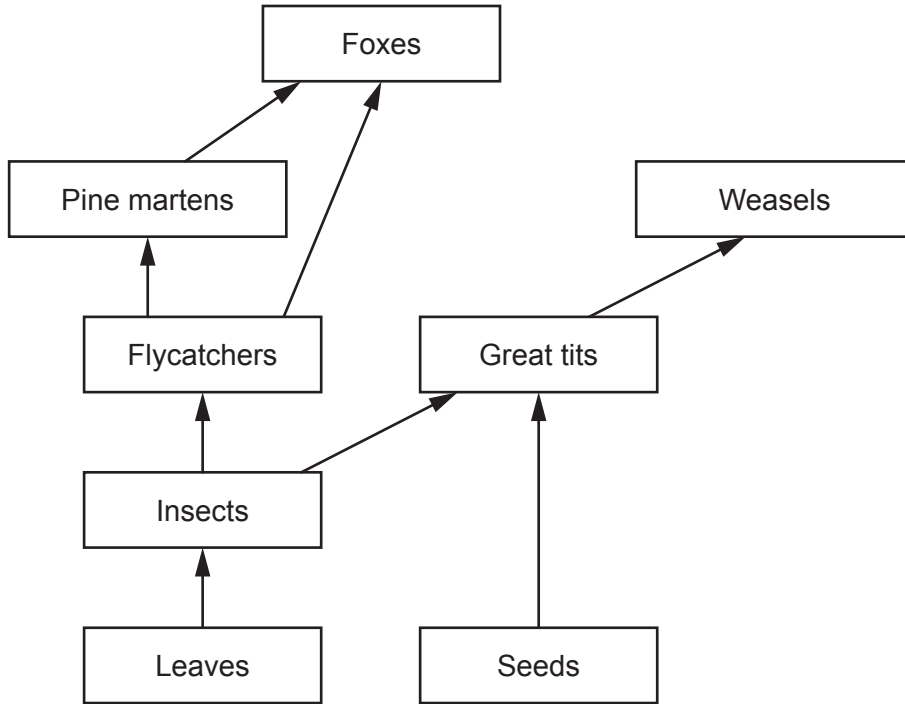 Foxes
Pine martens
Weasels
Flycatchers
Great tits
Insects
Leaves
Seeds